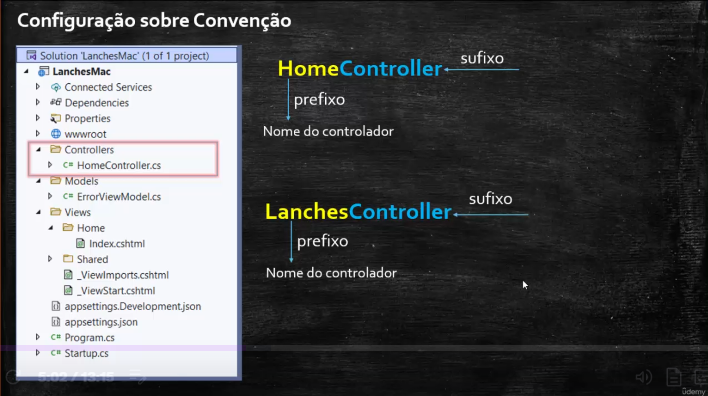 Configuração sobre Convenção
Solution 'LanchesMac' (1 of 1 project)
LanchesMac
Connected Services
Dependencies
Properties
wwwroot
Controllers
C# HomeController.cs
Models
C# ErrorViewModel.cs
Views
Home
Index.cshtml
Shared
_ViewImports.cshtml
_ViewStart.cshtml
appsettings.Development.json
appsettings.json
C# Program.cs
C# Startup.cs
HomeController
sufixo
prefixo
Nome do controlador
LanchesController
sufixo
prefixo
Nome do controlador
5:02 / 13:15
ûdemy